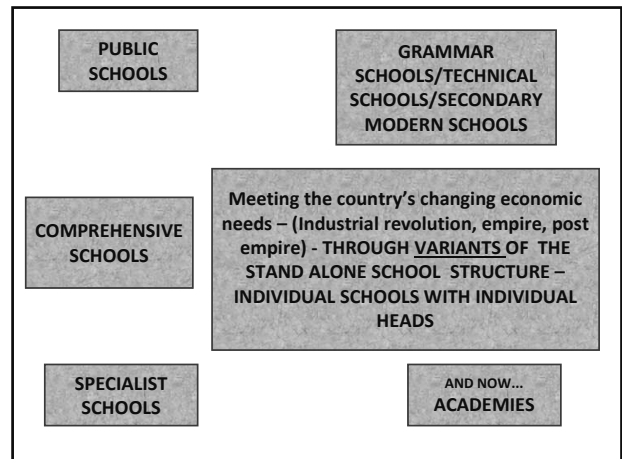 PUBLIC
SCHOOLS
GRAMMAR
SCHOOLS/TECHNICAL
SCHOOLS/SECONDARY
MODERN SCHOOLS
COMPREHENSIVE
SCHOOLS
Meeting the country’s changing economic
needs – (Industrial revolution, empire, post
empire) - THROUGH VARIANTS OF THE
STAND ALONE SCHOOL STRUCTURE –
INDIVIDUAL SCHOOLS WITH INDIVIDUAL
HEADS
SPECIALIST
SCHOOLS
AND NOW…
ACADEMIES